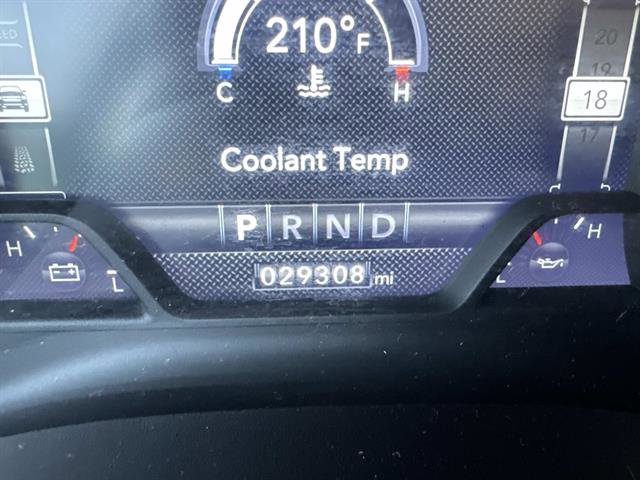 210°F
C H
Coolant Temp
20
19
18
17
P R N D
H
L
029308 mi
H
L